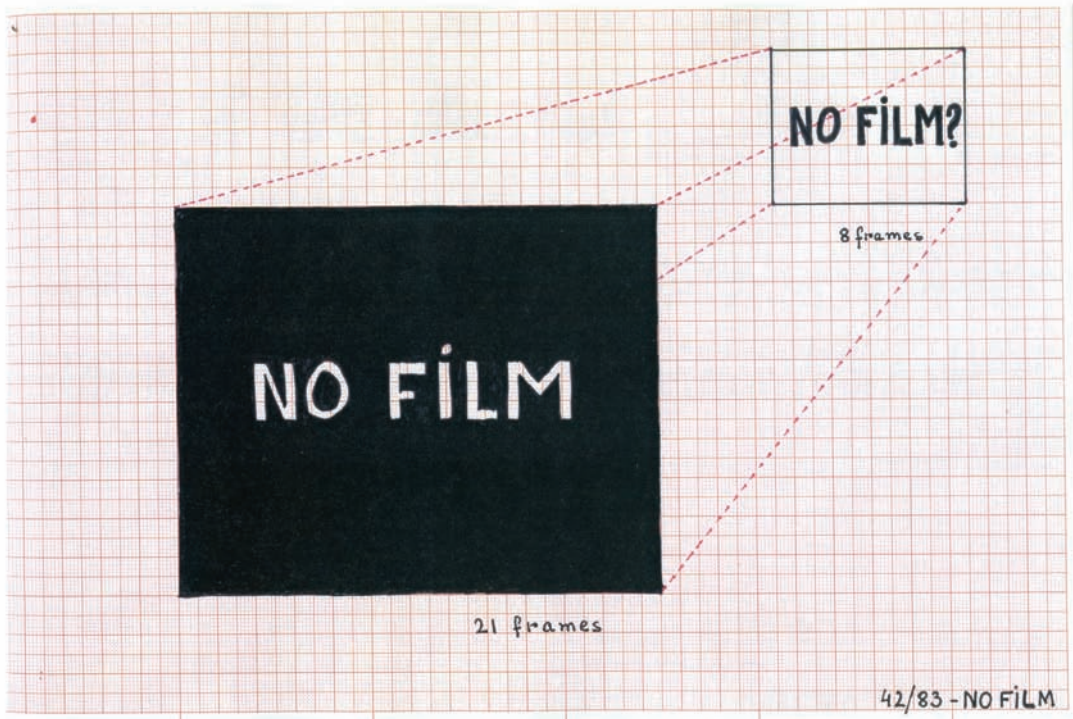 NO FİLM?
8 frames
NO FİLM
21 frames
42/83 - NO FİLM